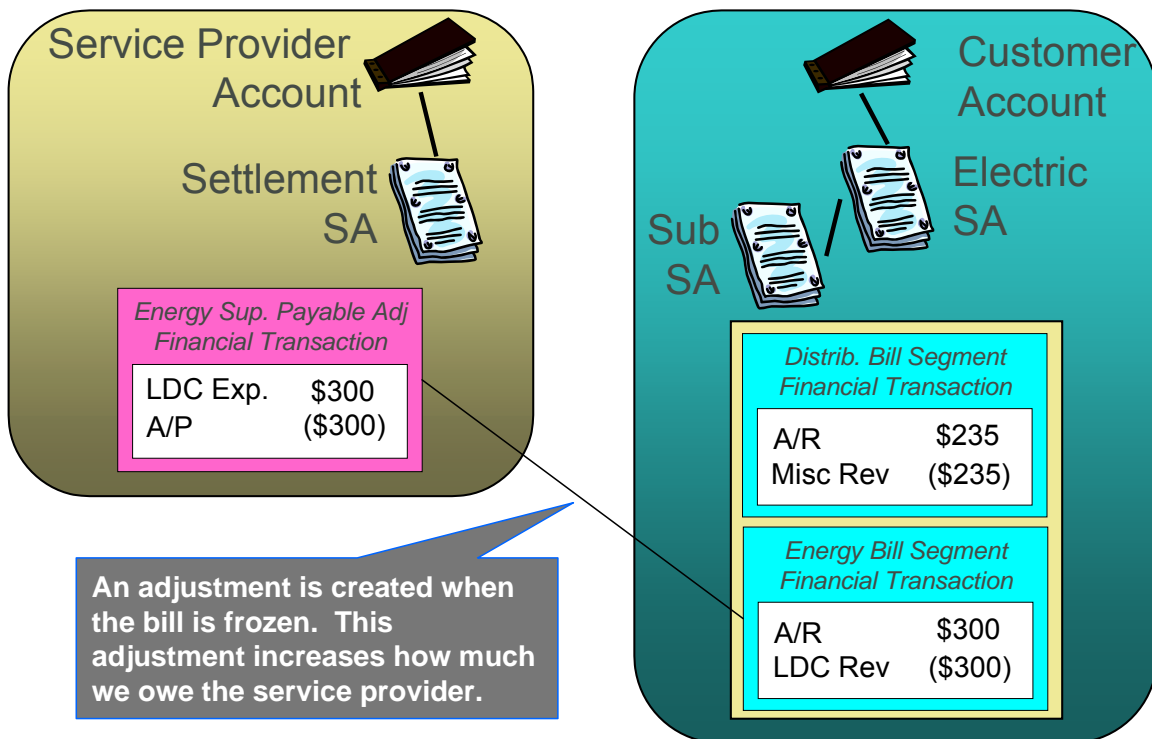 Service Provider
Account
Settlement
SA
Energy Sup. Payable Adj
Financial Transaction
LDC Exp. $300
A/P ($300)
An adjustment is created when
the bill is frozen. This
adjustment increases how much
we owe the service provider.
Customer
Account
Electric
SA
Sub
SA
Distrib. Bill Segment
Financial Transaction
A/R $235
Misc Rev ($235)
Energy Bill Segment
Financial Transaction
A/R $300
LDC Rev ($300)